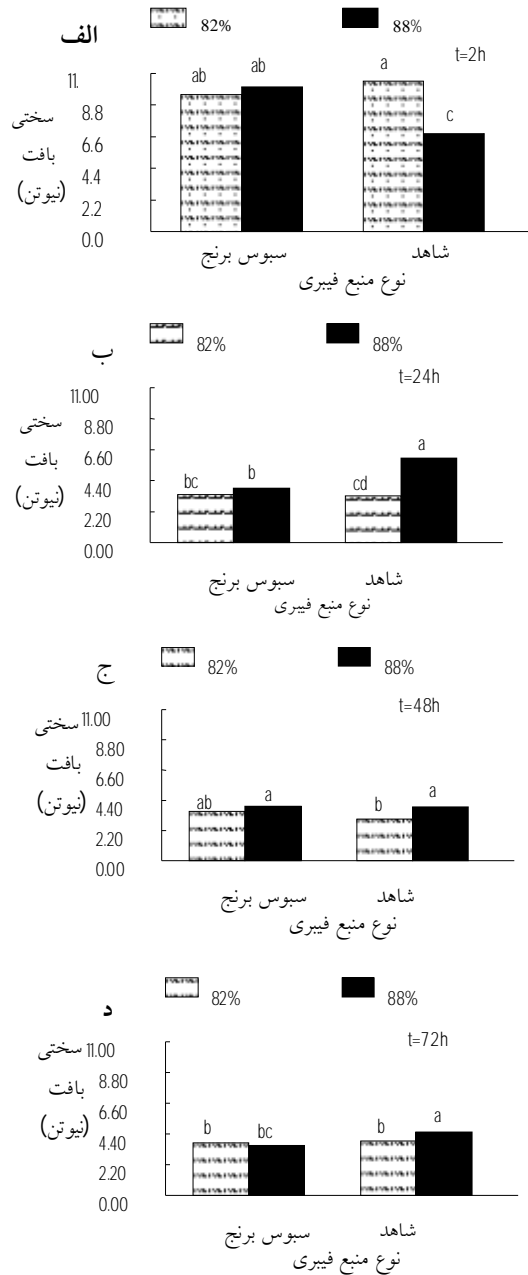 الف
82% 88%
t=2h
سختی
بافت
(نیوتن)
11.
8.8
6.6
4.4
2.2
0.0
ab ab a c
سبوس برنج شاهد
نوع منبع فیبری
ب
82% 88%
t=24h
سختی
بافت
(نیوتن)
11.00
8.80
6.60
4.40
2.20
0.00
bc b cd a
سبوس برنج شاهد
نوع منبع فیبری
ج
82% 88%
t=48h
سختی
بافت
(نیوتن)
11.00
8.80
6.60
4.40
2.20
0.00
ab a b a
سبوس برنج شاهد
نوع منبع فیبری
د
82% 88%
t=72h
سختی
بافت
(نیوتن)
11.00
8.80
6.60
4.40
2.20
0.00
b bc b a
سبوس برنج شاهد
نوع منبع فیبری